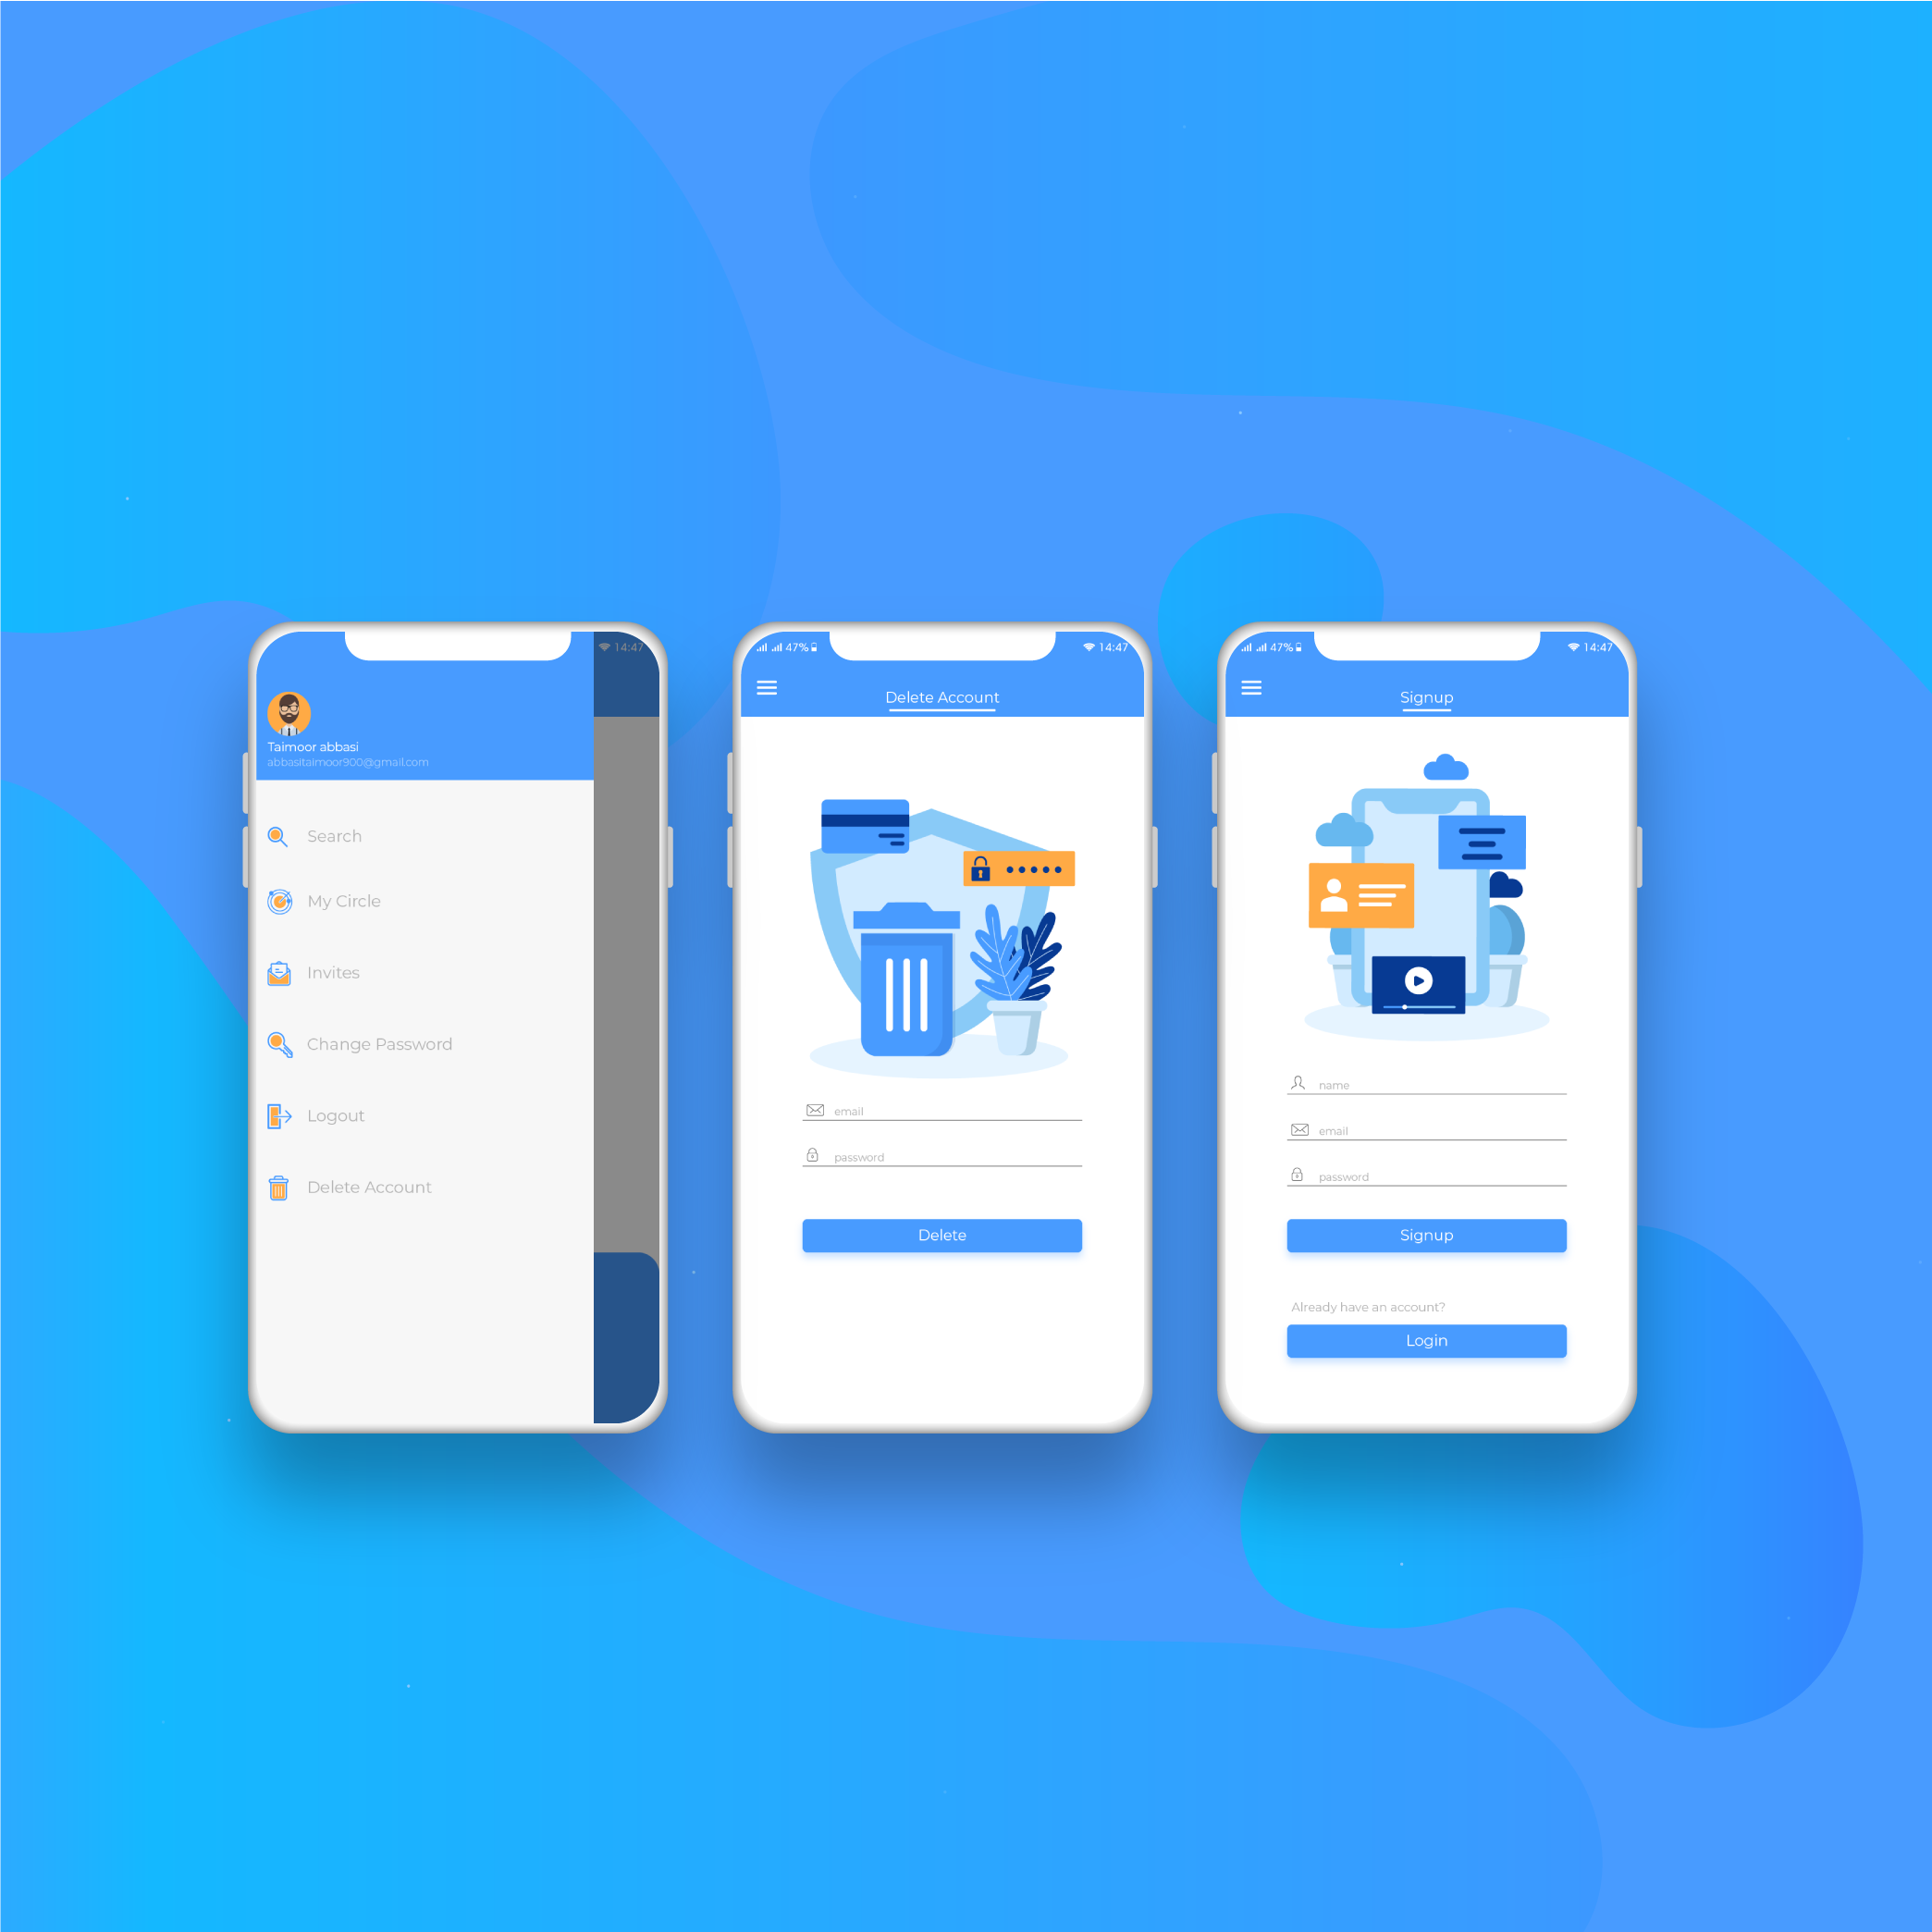 14:47
Taimoor abbasi
abbasitaimoor900@gmail.com
Search
My Circle
Invites
Change Password
Logout
Delete Account
47%
14:47
Delete Account
email
password
Delete
47%
14:47
Signup
name
email
password
Signup
Already have an account?
Login